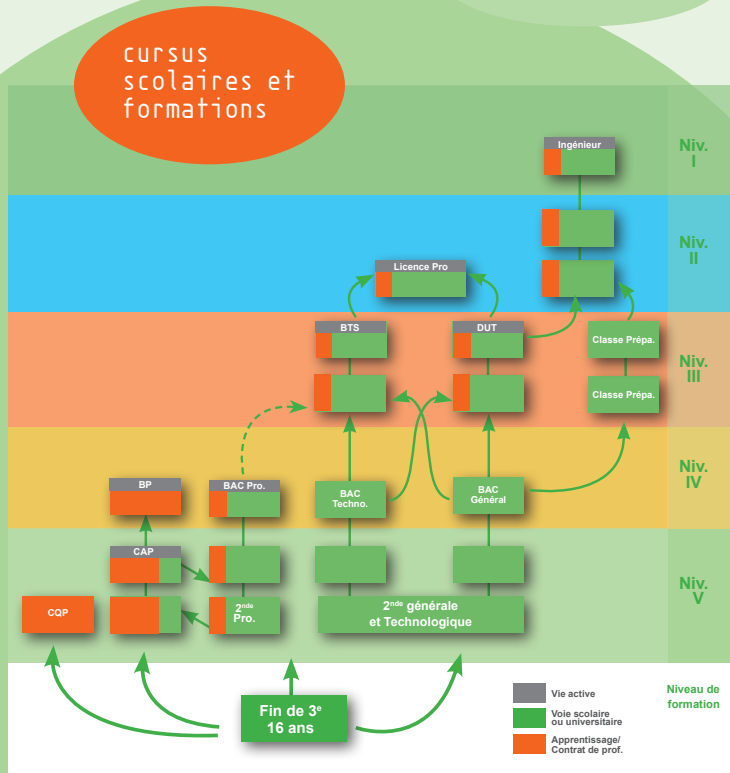 cursus
scolaires et
formations
Ingénieur
Niv.
I
Niv.
II
Licence Pro
BTS
DUT
Classe Prépa.
Classe Prépa.
Niv.
III
BP
BAC Pro.
BAC
Techno.
BAC
Général
Niv.
IV
CAP
CQP
2nde
Pro.
2nde générale
et Technologique
Niv.
V
Fin de 3e
16 ans
Vie active
Voie scolaire
ou universitaire
Apprentissage/
Contrat de prof.
Niveau de
formation